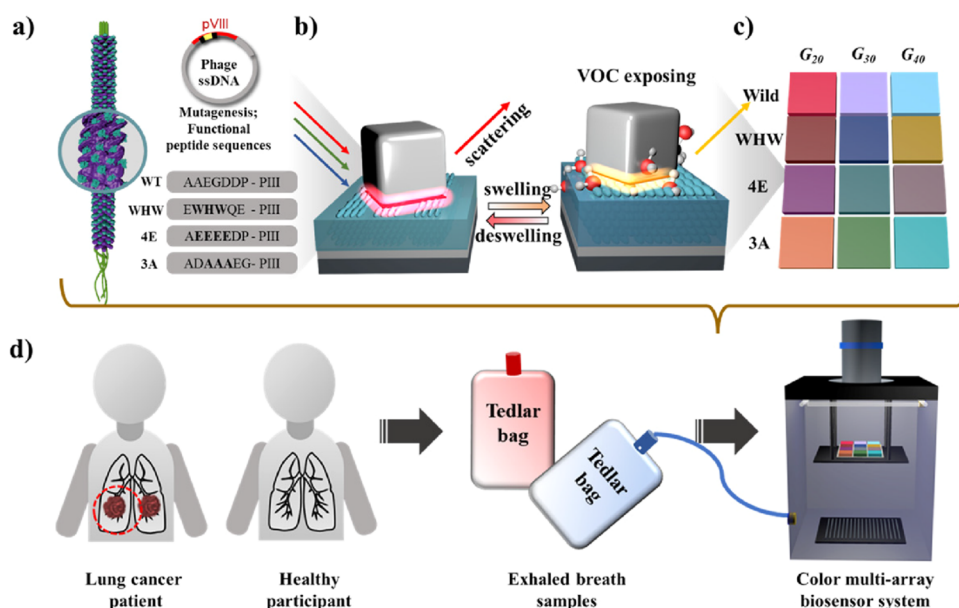 a)
pVIII
Phage
ssDNA
Mutagenesis;
Functional
peptide sequences
WT AAEGDDP - PIII
WHW EWHWQE - PIII
4E AEEEEDP - PIII
3A ADAAAEG- PIII
b)
scattering
swelling
deswelling
VOC exposing
c)
G20 G30 G40
Wild
WHW
4E
3A
d)
Lung cancer
patient
Healthy
participant
Tedlar
bag
Tedlar
bag
Exhaled breath
samples
Color multi-array
biosensor system